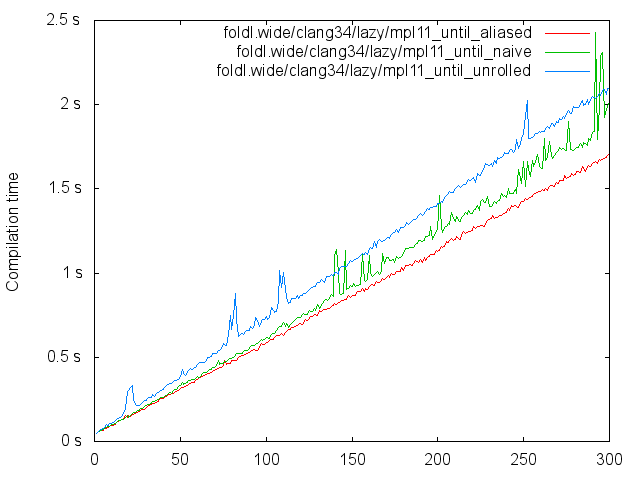 2.5 s
2 s
1.5 s
1 s
0.5 s
0 s
Compilation time
foldl.wide/clang34/lazy/mpl11_until_aliased
foldl.wide/clang34/lazy/mpl11_until_naive
foldl.wide/clang34/lazy/mpl11_until_unrolled
0 50 100 150 200 250 300